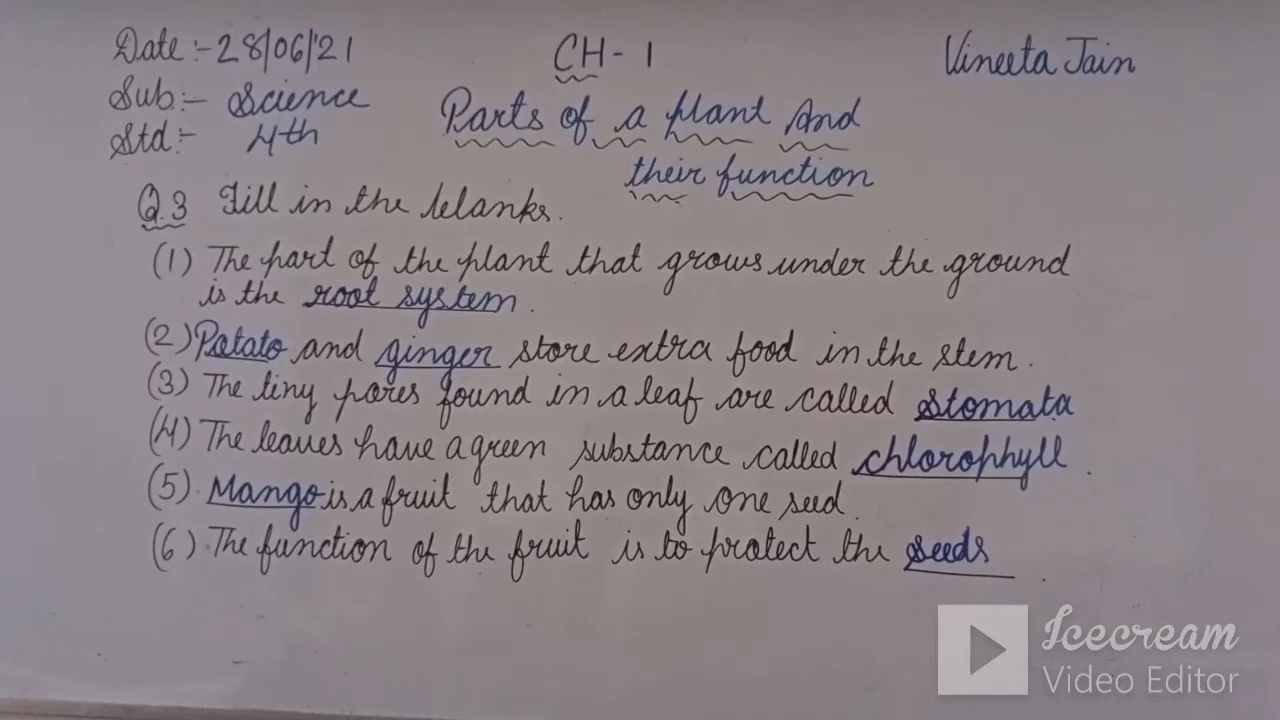 Date :- 28/06/'21 CH - 1 Vineeta Jain
Sub :- Science
Parts of a plant And
Std :- 4th
their function
Q.3 Fill in the blanks.
(1) The part of the plant that grows under the ground
is the root system.
(2) Potato and ginger store extra food in the stem.
(3) The tiny pores found in a leaf are called Stomata
(4) The leaves have a green substance called chlorophyll.
(5) Mango is a fruit that has only one seed.
(6) The function of the fruit is to protect the seeds.
Icecream
Video Editor